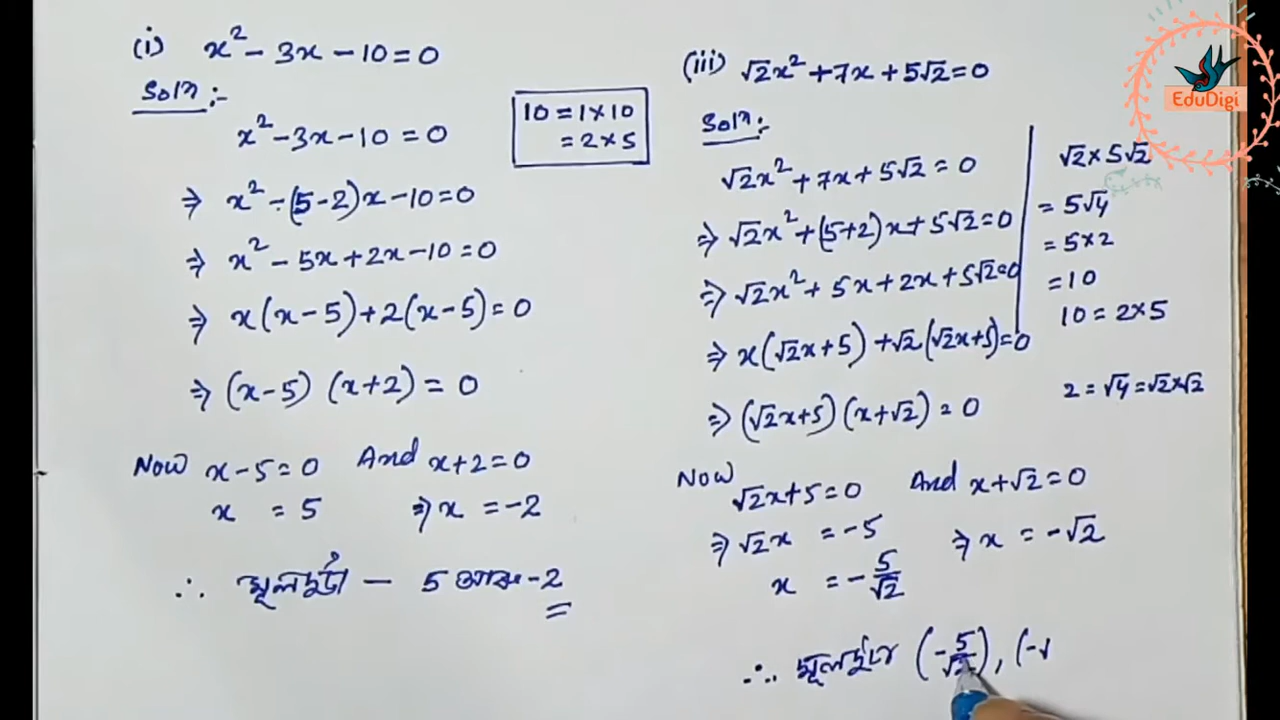 (i) x² - 3x - 10 = 0
Solⁿ :-
x² - 3x - 10 = 0
10 = 1 × 10
= 2 × 5
⇒ x² - (5-2)x - 10 = 0
⇒ x² - 5x + 2x - 10 = 0
⇒ x(x-5) + 2(x-5) = 0
⇒ (x-5) (x+2) = 0
Now x-5=0 And x+2=0
x = 5 ⇒ x = -2
∴ মূলদুটা — 5 আৰু -2
(iii) √2x² + 7x + 5√2 = 0
Solⁿ :-
√2x² + 7x + 5√2 = 0
⇒ √2x² + (5+2)x + 5√2 = 0
⇒ √2x² + 5x + 2x + 5√2 = 0
⇒ x(√2x+5) + √2(√2x+5) = 0
⇒ (√2x+5) (x+√2) = 0
√2 × 5√2
= 5√4
= 5×2
= 10
10 = 2×5
2 = √4 = √2×√2
Now √2x+5=0 And x+√2=0
⇒ √2x = -5 ⇒ x = -√2
x = -5/√2
∴ (-5/√2), (-√
EduDigi